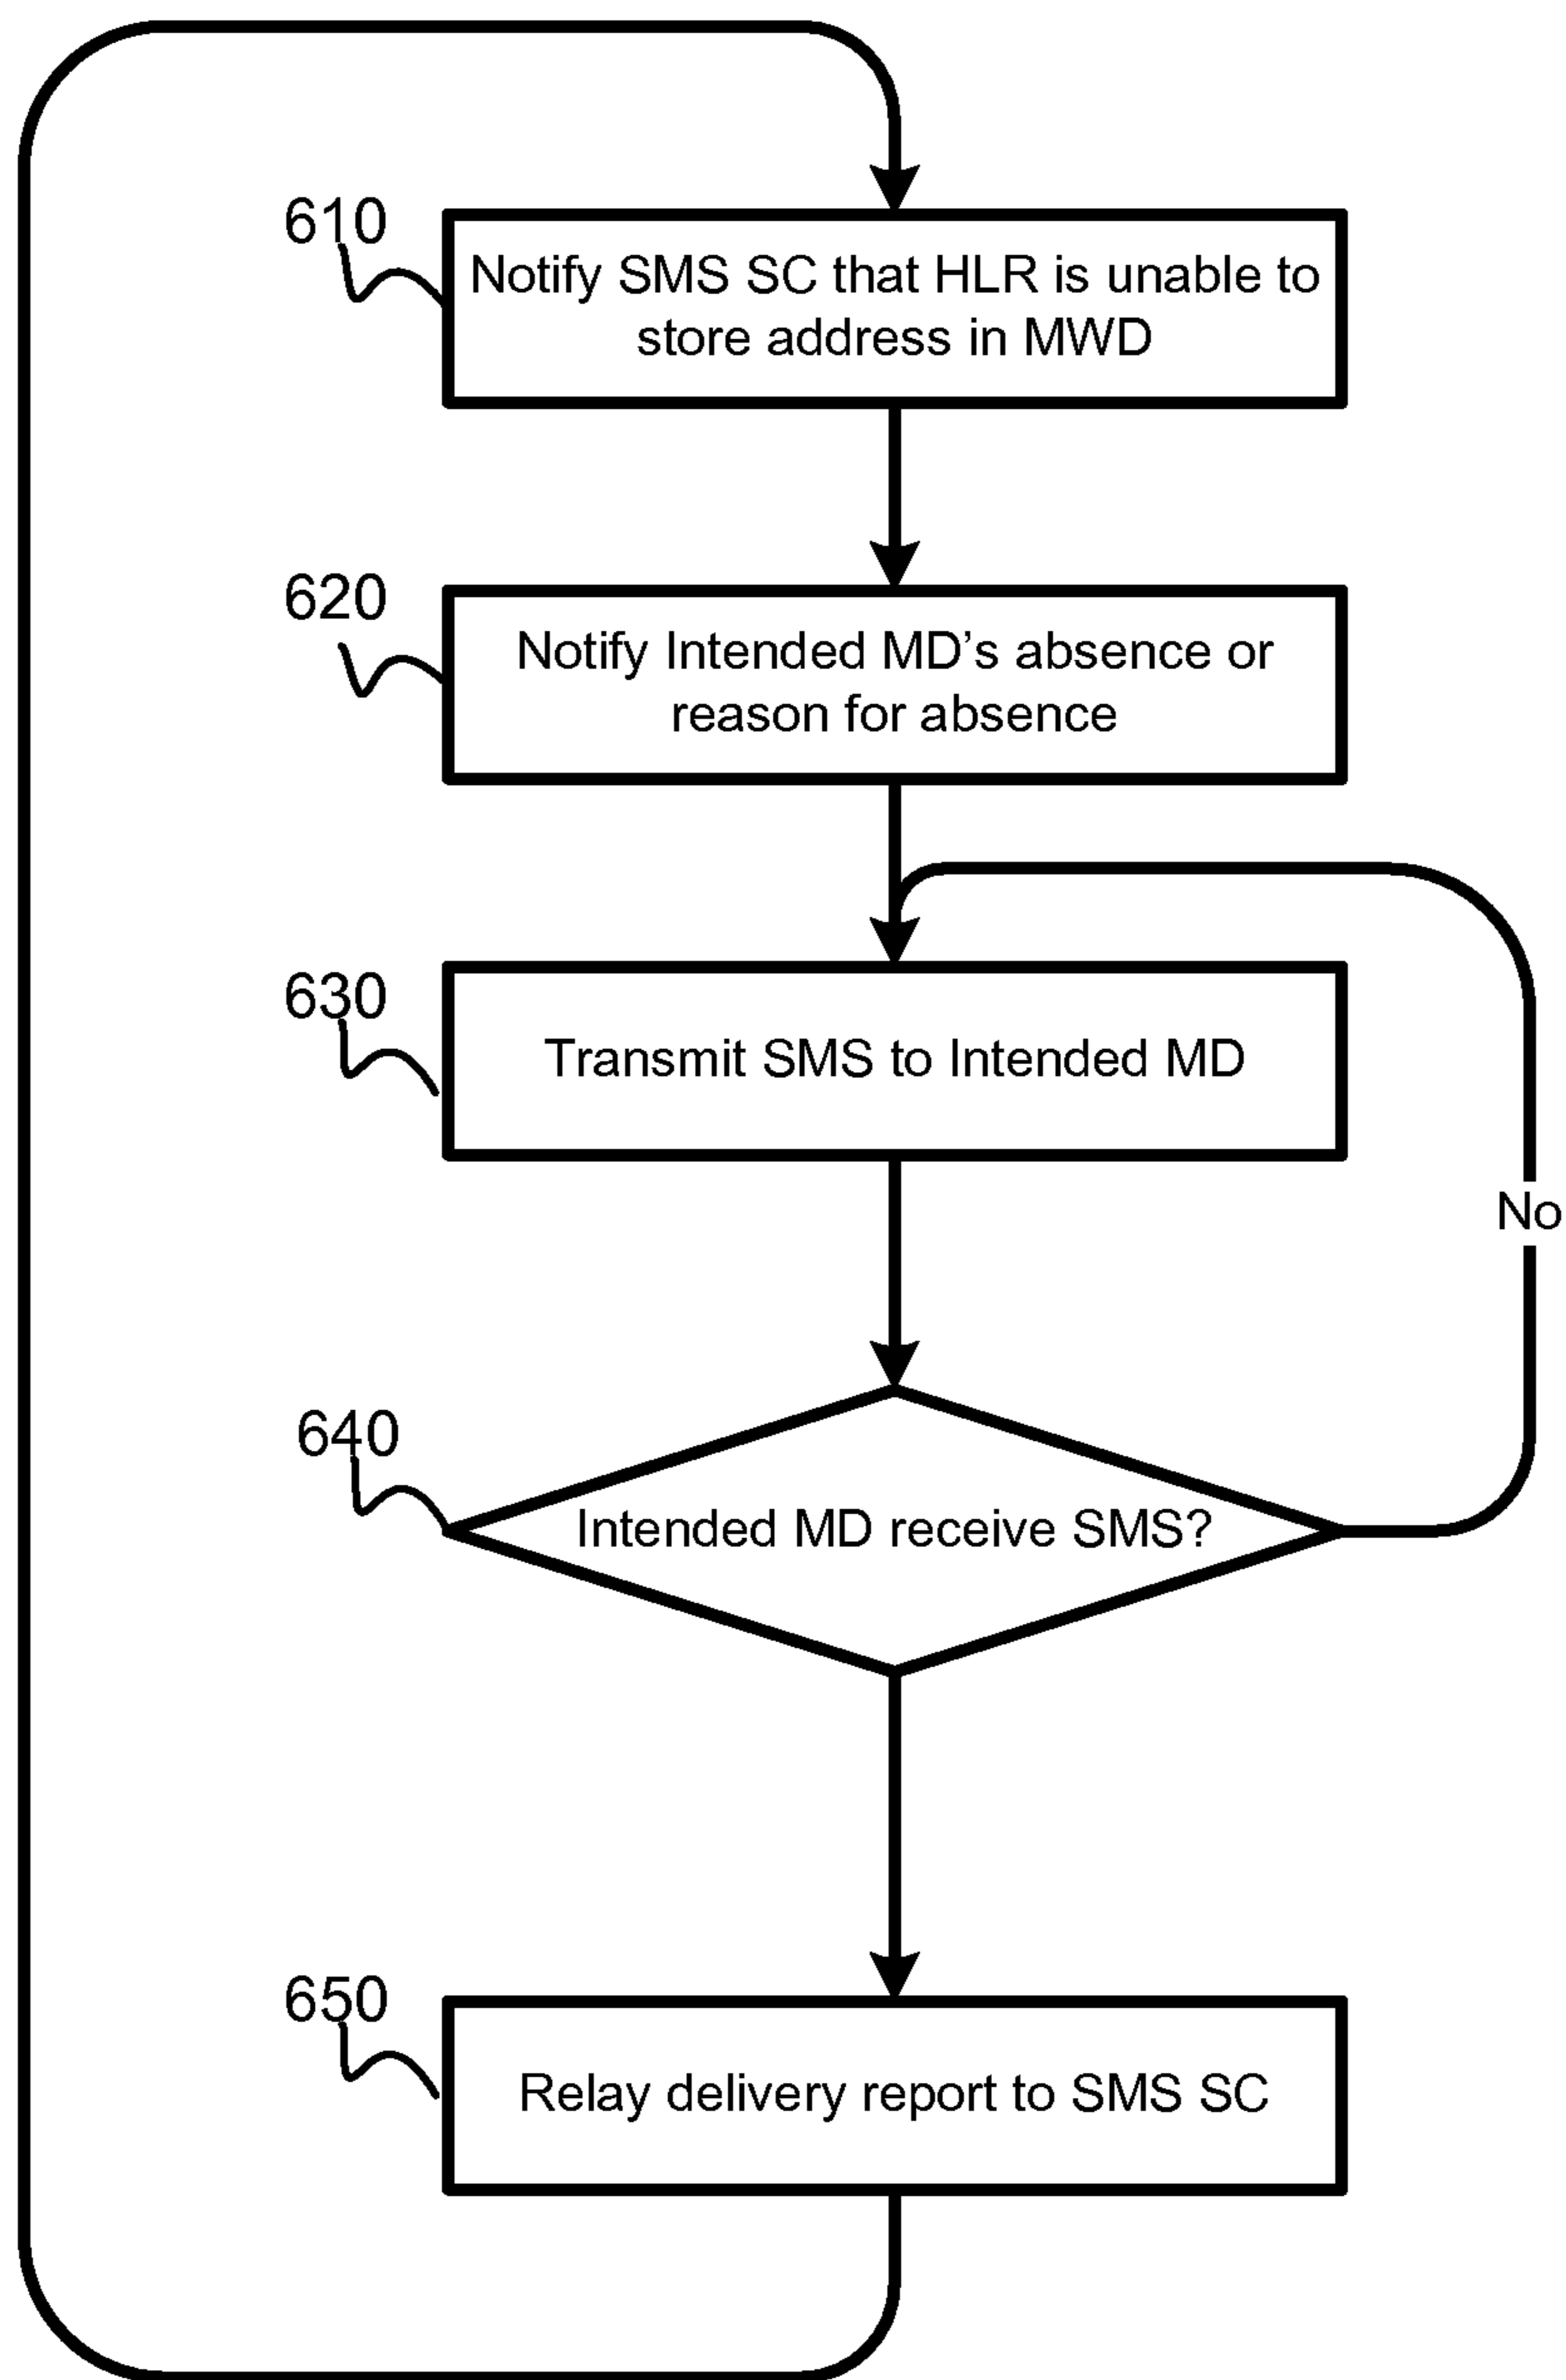 610
Notify SMS SC that HLR is unable to
store address in MWD
620
Notify Intended MD’s absence or
reason for absence
630
Transmit SMS to Intended MD
No
640
Intended MD receive SMS?
650
Relay delivery report to SMS SC